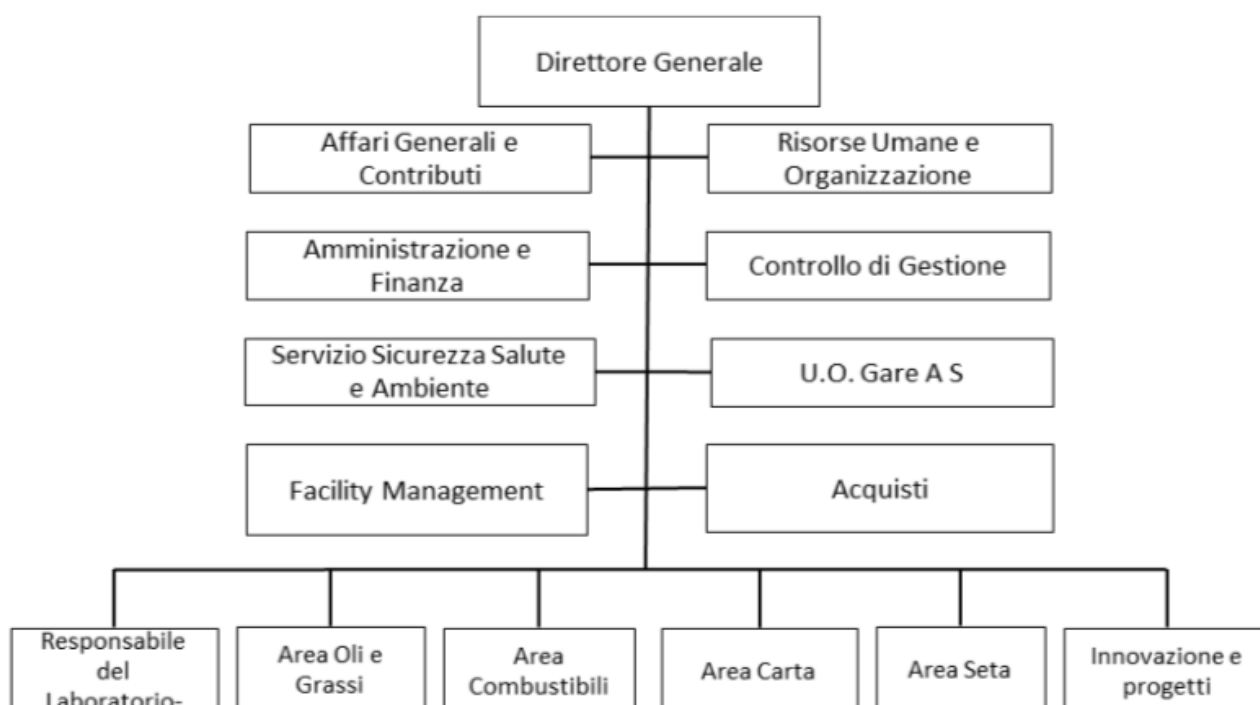 Direttore Generale
Affari Generali e
Contributi
Risorse Umane e
Organizzazione
Amministrazione e
Finanza
Controllo di Gestione
Servizio Sicurezza Salute
e Ambiente
U.O. Gare A S
Facility Management
Acquisti
Responsabile
del
Laboratorio-
Area Oli e
Grassi
Area
Combustibili
Area Carta
Area Seta
Innovazione e
progetti